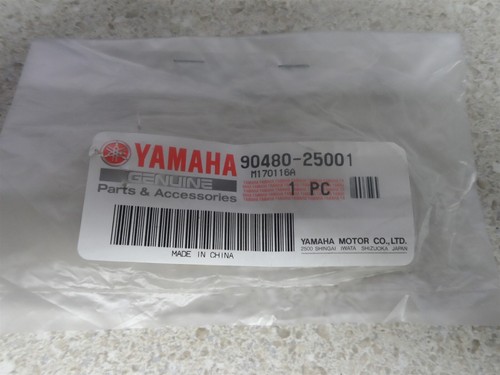 YAMAHA
GENUINE
Parts & Accessories
90480-25001
M170116A
1 PC
MADE IN CHINA
YAMAHA MOTOR CO., LTD.
2500 SHINGAI IWATA SHIZUOKA JAPAN